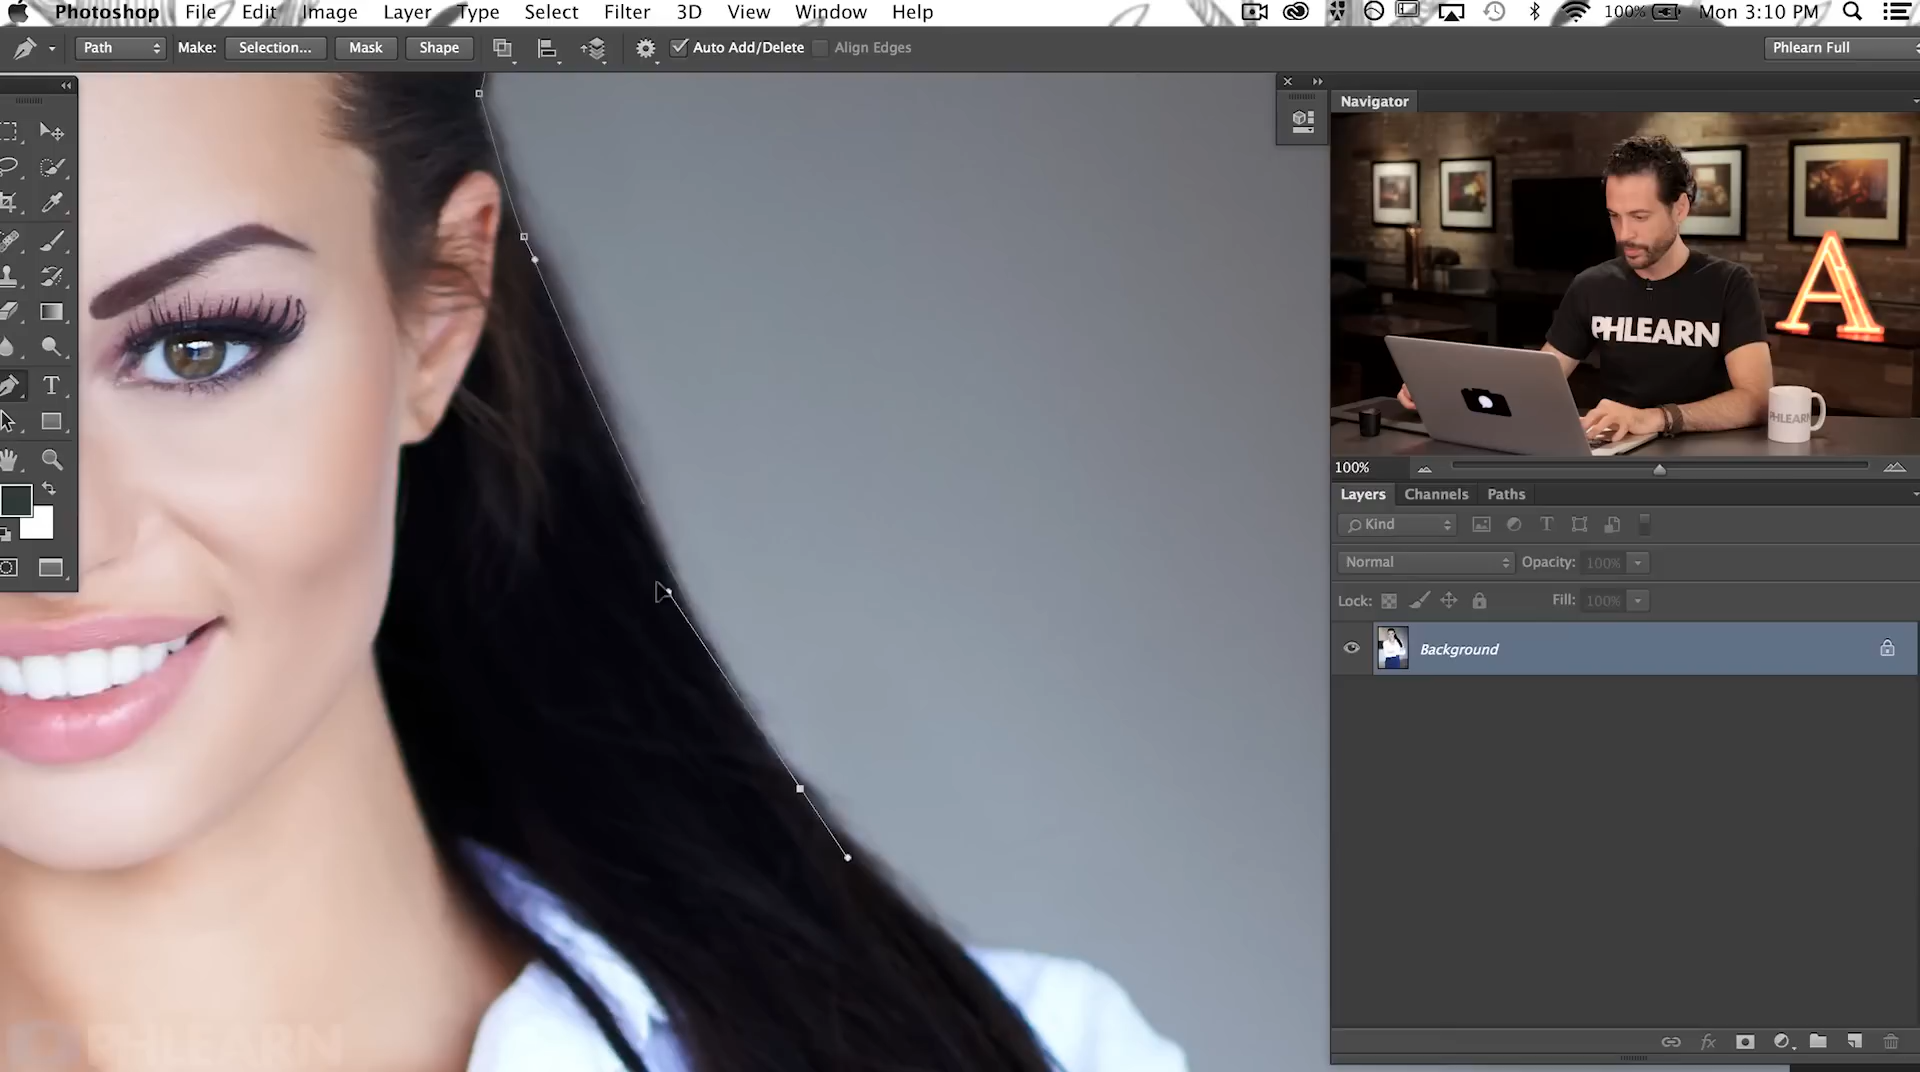 Photoshop File Edit Image Layer Type Select Filter 3D View Window Help 100% Mon 3:10 PM
Path Make: Selection... Mask Shape Auto Add/Delete Align Edges Phlearn Full
Navigator
PHLEARN
A
PHLEARN
100%
Layers Channels Paths
Kind T
Normal Opacity: 100%
Lock: Fill: 100%
T
Background
fx
PHLEARN